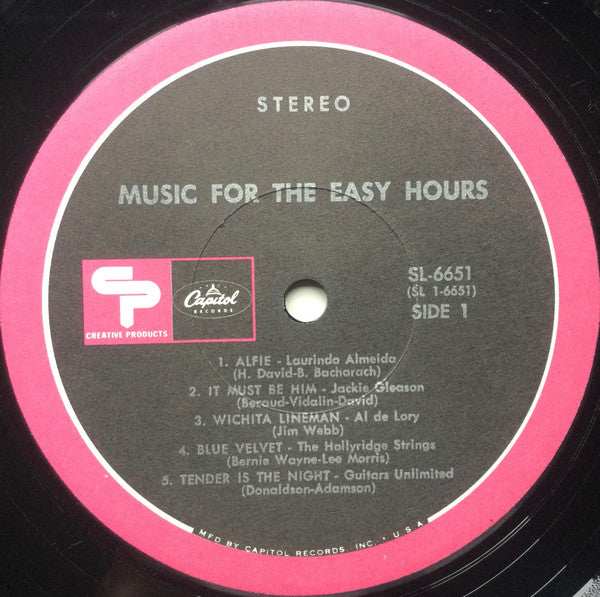 STEREO
MUSIC FOR THE EASY HOURS
CP
CREATIVE PRODUCTS
Capitol
RECORDS
SL-6651
(SL 1-6651)
SIDE 1
1. ALFIE - Laurindo Almeida
(H. David-B. Bacharach)
2. IT MUST BE HIM - Jackie Gleason
(Becaud-Vidalin-David)
3. WICHITA LINEMAN - Al de Lory
(Jim Webb)
4. BLUE VELVET - The Hollyridge Strings
(Bernie Wayne-Lee Morris)
5. TENDER IS THE NIGHT - Guitars Unlimited
(Donaldson-Adamson)
MFD BY CAPITOL RECORDS, INC. • U.S.A.